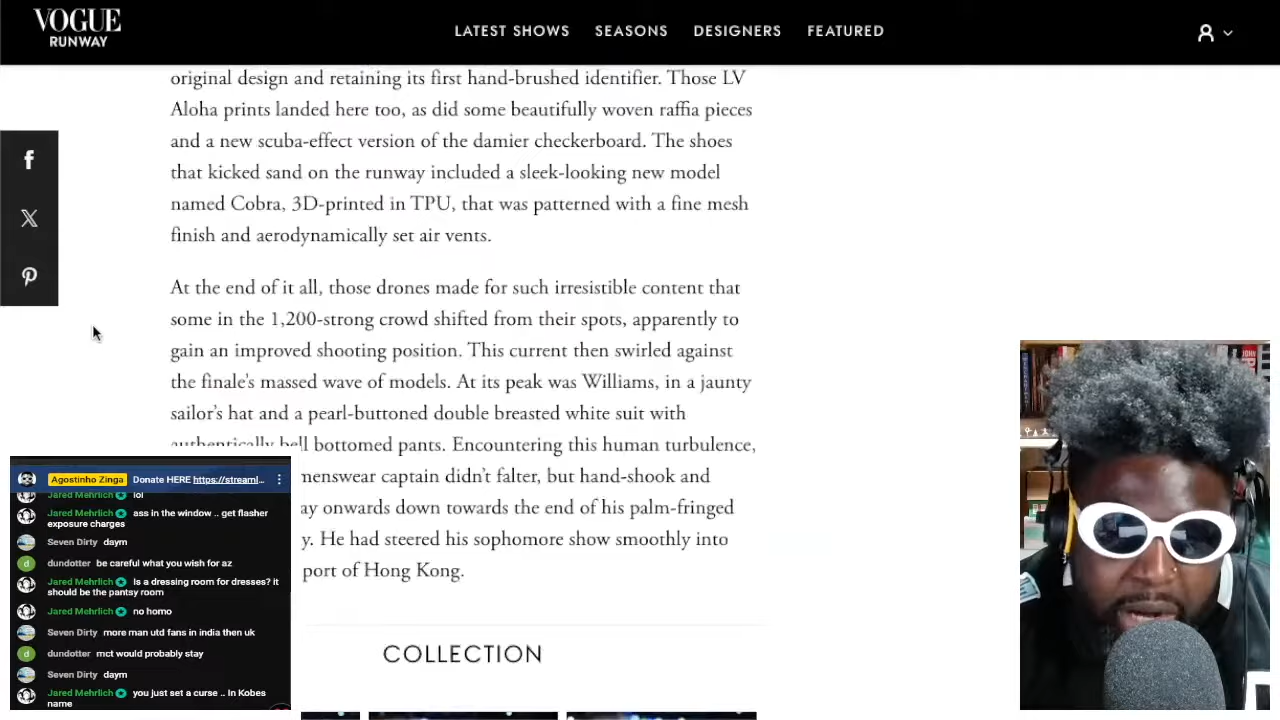 VOGUE
RUNWAY
LATEST SHOWS SEASONS DESIGNERS FEATURED
original design and retaining its first hand-brushed identifier. Those LV
Aloha prints landed here too, as did some beautifully woven raffia pieces
and a new scuba-effect version of the damier checkerboard. The shoes
that kicked sand on the runway included a sleek-looking new model
named Cobra, 3D-printed in TPU, that was patterned with a fine mesh
finish and aerodynamically set air vents.
At the end of it all, those drones made for such irresistible content that
some in the 1,200-strong crowd shifted from their spots, apparently to
gain an improved shooting position. This current then swirled against
the finale's massed wave of models. At its peak was Williams, in a jaunty
sailor's hat and a pearl-buttoned double breasted white suit with
authentically bell bottomed pants. Encountering this human turbulence,
menswear captain didn't falter, but hand-shook and
ay onwards down towards the end of his palm-fringed
y. He had steered his sophomore show smoothly into
port of Hong Kong.
COLLECTION
Agostinho Zinga Donate HERE https://streaml...
Jared Mehrlich lol
Jared Mehrlich ass in the window .. get flasher
exposure charges
Seven Dirty daym
d dundotter be careful what you wish for az
Jared Mehrlich Is a dressing room for dresses? it
should be the pantsy room
Jared Mehrlich no homo
Seven Dirty more man utd fans in india then uk
d dundotter mct would probably stay
Seven Dirty daym
Jared Mehrlich you just set a curse .. In Kobes
name